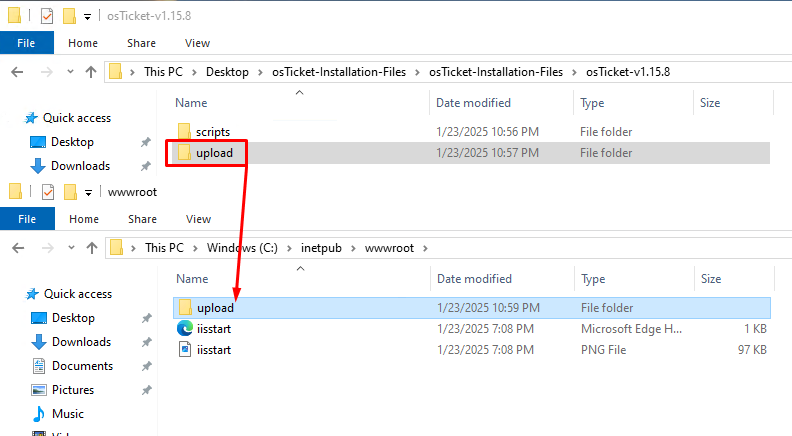 osTicket-v1.15.8
File Home Share View
This PC Desktop osTicket-Installation-Files osTicket-Installation-Files osTicket-v1.15.8
Name Date modified Type Size
Quick access
scripts 1/23/2025 10:56 PM File folder
Desktop
upload 1/23/2025 10:57 PM File folder
Downloads
wwwroot
File Home Share View
This PC Windows (C:) inetpub wwwroot
Name Date modified Type Size
Quick access
upload 1/23/2025 10:59 PM File folder
Desktop
iisstart 1/23/2025 7:08 PM Microsoft Edge H... 1 KB
Downloads
iisstart 1/23/2025 7:08 PM PNG File 97 KB
Documents
Pictures
Music